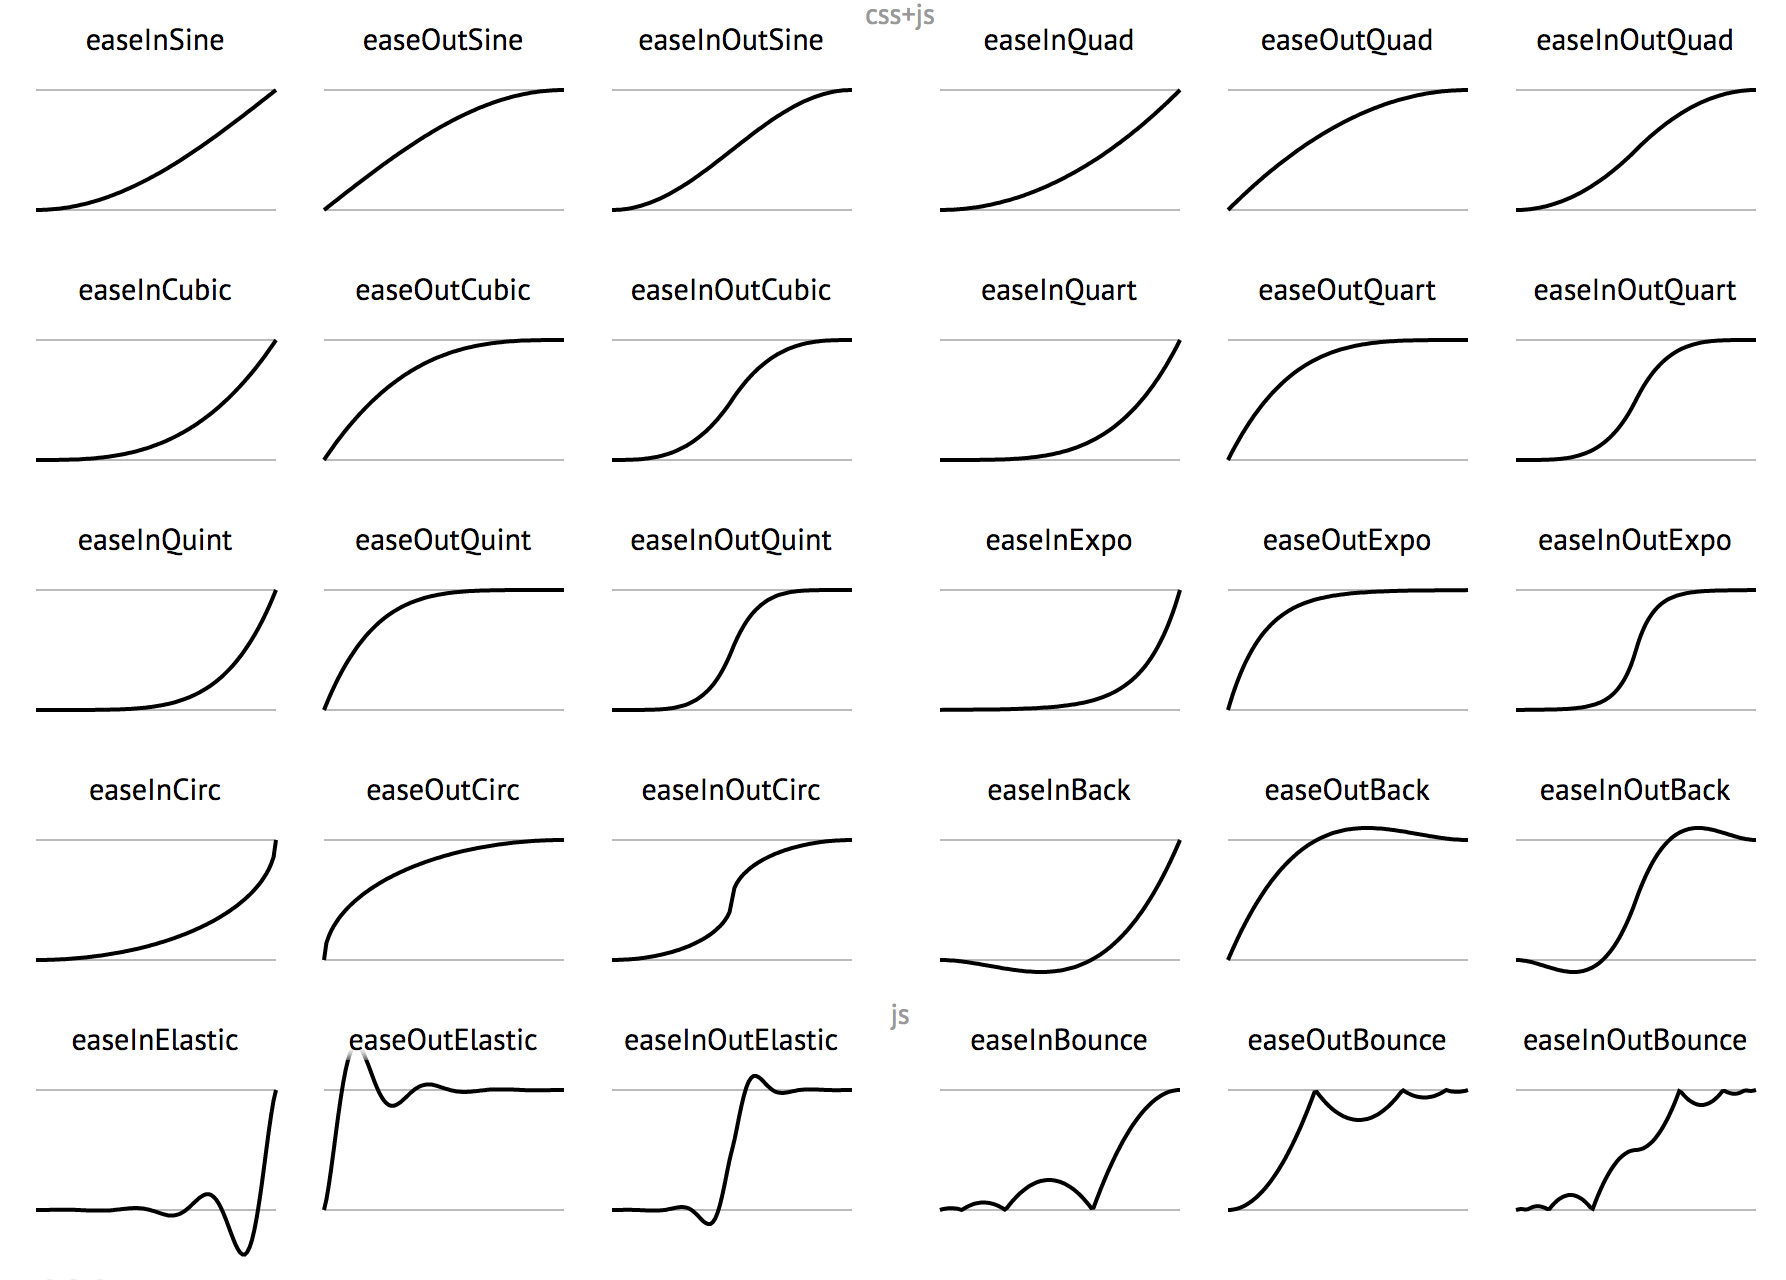 css+js
easeInSine
easeOutSine
easeInOutSine
easeInQuad
easeOutQuad
easeInOutQuad
easeInCubic
easeOutCubic
easeInOutCubic
easeInQuart
easeOutQuart
easeInOutQuart
easeInQuint
easeOutQuint
easeInOutQuint
easeInExpo
easeOutExpo
easeInOutExpo
easeInCirc
easeOutCirc
easeInOutCirc
easeInBack
easeOutBack
easeInOutBack
js
easeInElastic
easeOutElastic
easeInOutElastic
easeInBounce
easeOutBounce
easeInOutBounce